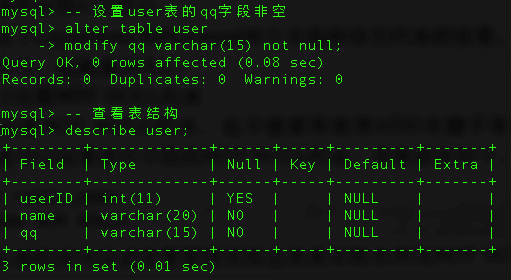 mysql> -- 设置user表的qq字段非空
mysql> alter table user
    -> modify qq varchar(15) not null;
Query OK, 0 rows affected (0.08 sec)
Records: 0  Duplicates: 0  Warnings: 0
mysql> -- 查看表结构
mysql> describe user;
+--------+-------------+------+-----+---------+-------+
| Field  | Type        | Null | Key | Default | Extra |
+--------+-------------+------+-----+---------+-------+
| userID | int(11)     | YES  |     | NULL    |       |
| name   | varchar(20) | NO   |     | NULL    |       |
| qq     | varchar(15) | NO   |     | NULL    |       |
+--------+-------------+------+-----+---------+-------+
3 rows in set (0.01 sec)